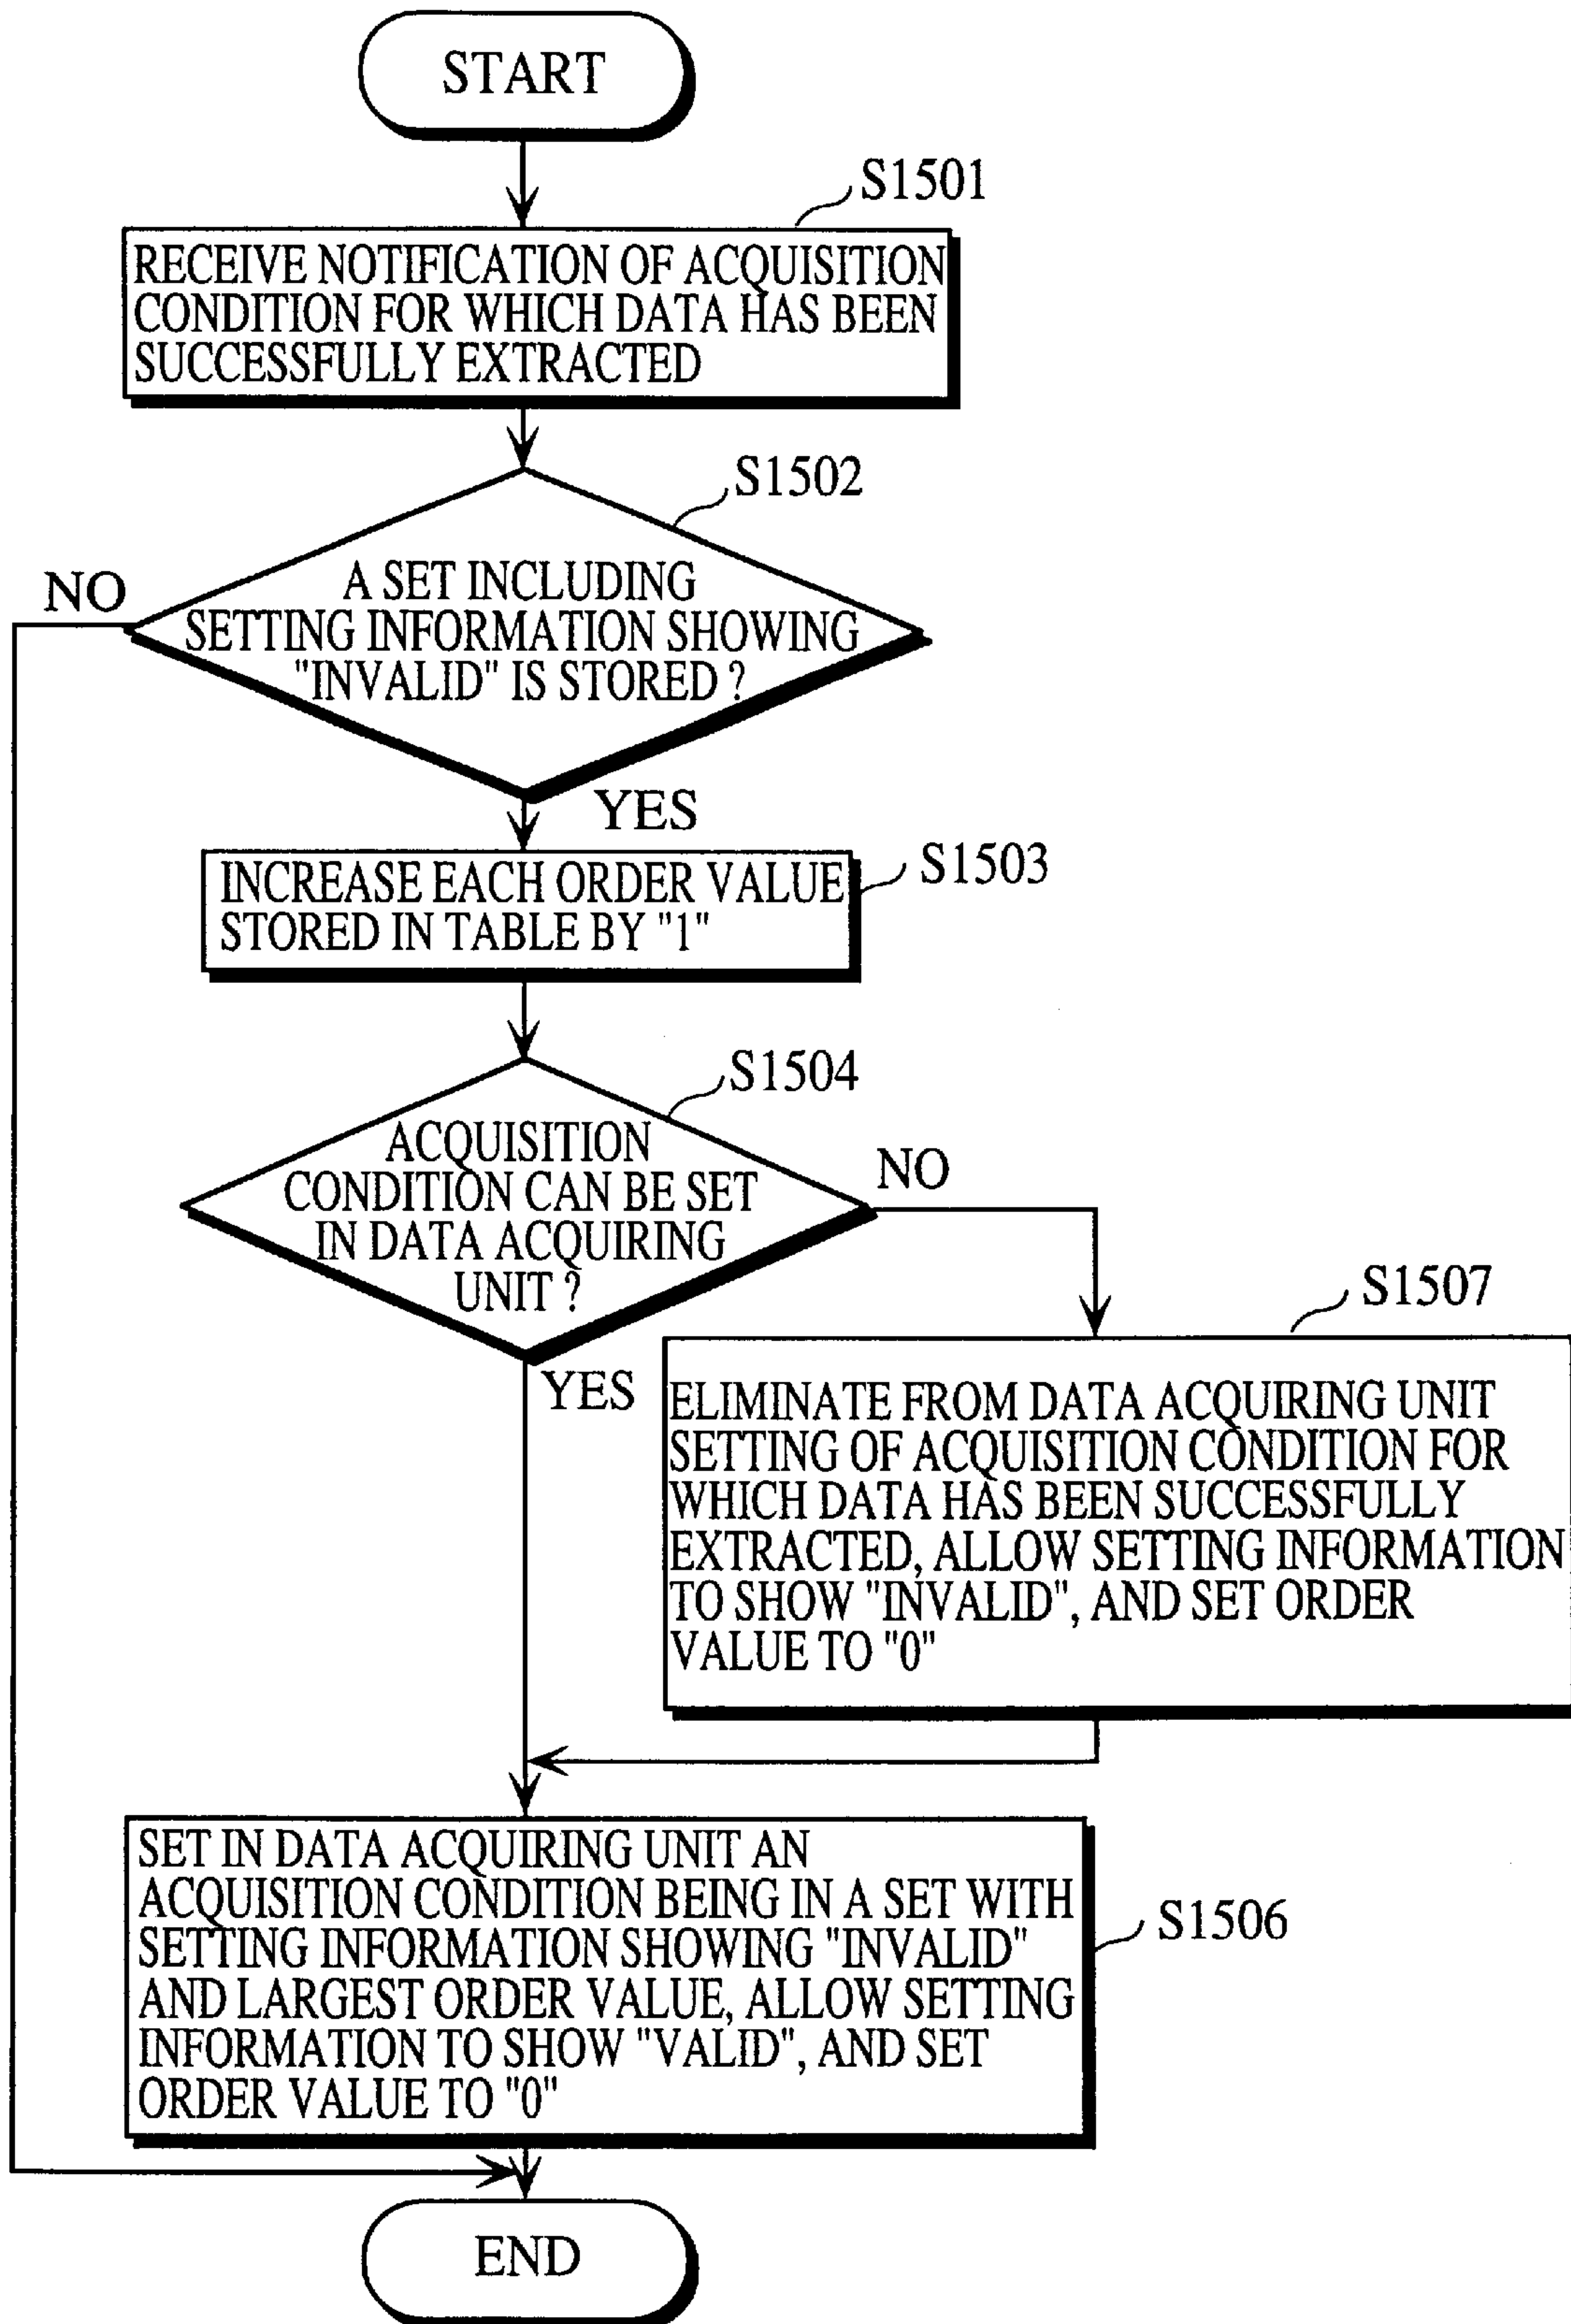 START
S1501
RECEIVE NOTIFICATION OF ACQUISITION
CONDITION FOR WHICH DATA HAS BEEN
SUCCESSFULLY EXTRACTED
S1502
NO
A SET INCLUDING
SETTING INFORMATION SHOWING
"INVALID" IS STORED ?
YES
S1503
INCREASE EACH ORDER VALUE
STORED IN TABLE BY "1"
S1504
ACQUISITION
CONDITION CAN BE SET
IN DATA ACQUIRING
UNIT ?
NO
YES
S1507
ELIMINATE FROM DATA ACQUIRING UNIT
SETTING OF ACQUISITION CONDITION FOR
WHICH DATA HAS BEEN SUCCESSFULLY
EXTRACTED, ALLOW SETTING INFORMATION
TO SHOW "INVALID", AND SET ORDER
VALUE TO "0"
SET IN DATA ACQUIRING UNIT AN
ACQUISITION CONDITION BEING IN A SET WITH
SETTING INFORMATION SHOWING "INVALID"
AND LARGEST ORDER VALUE, ALLOW SETTING
INFORMATION TO SHOW "VALID", AND SET
ORDER VALUE TO "0"
S1506
END